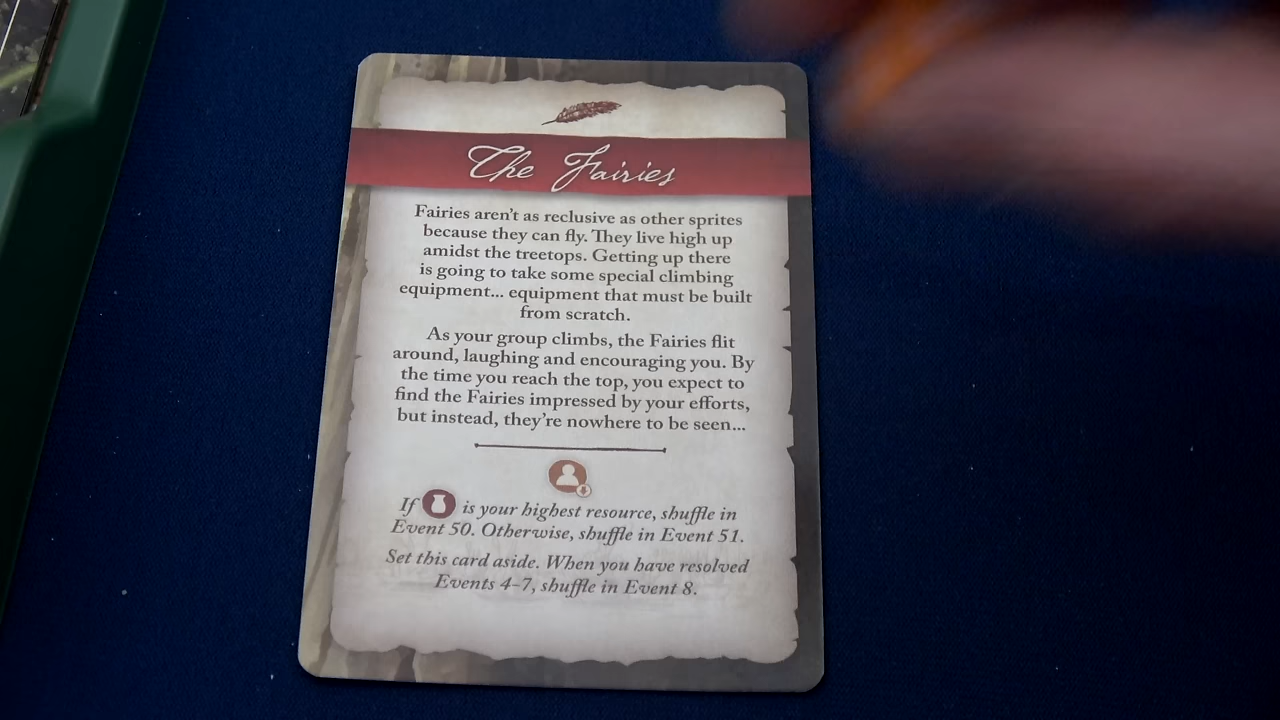 The Fairies
Fairies aren't as reclusive as other sprites
because they can fly. They live high up
amidst the treetops. Getting up there
is going to take some special climbing
equipment... equipment that must be built
from scratch.
As your group climbs, the Fairies flit
around, laughing and encouraging you. By
the time you reach the top, you expect to
find the Fairies impressed by your efforts,
but instead, they're nowhere to be seen...
If is your highest resource, shuffle in
Event 50. Otherwise, shuffle in Event 51.
Set this card aside. When you have resolved
Events 4–7, shuffle in Event 8.